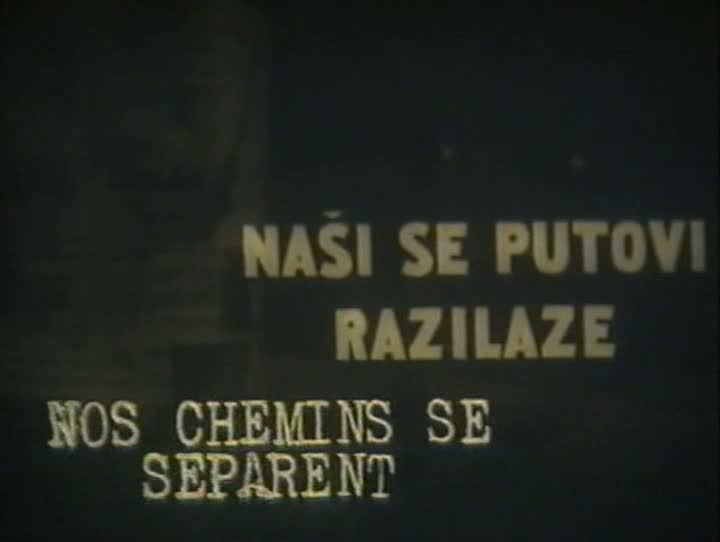 NAŠI SE PUTOVI
RAZILAZE
NOS CHEMINS SE
SEPARENT